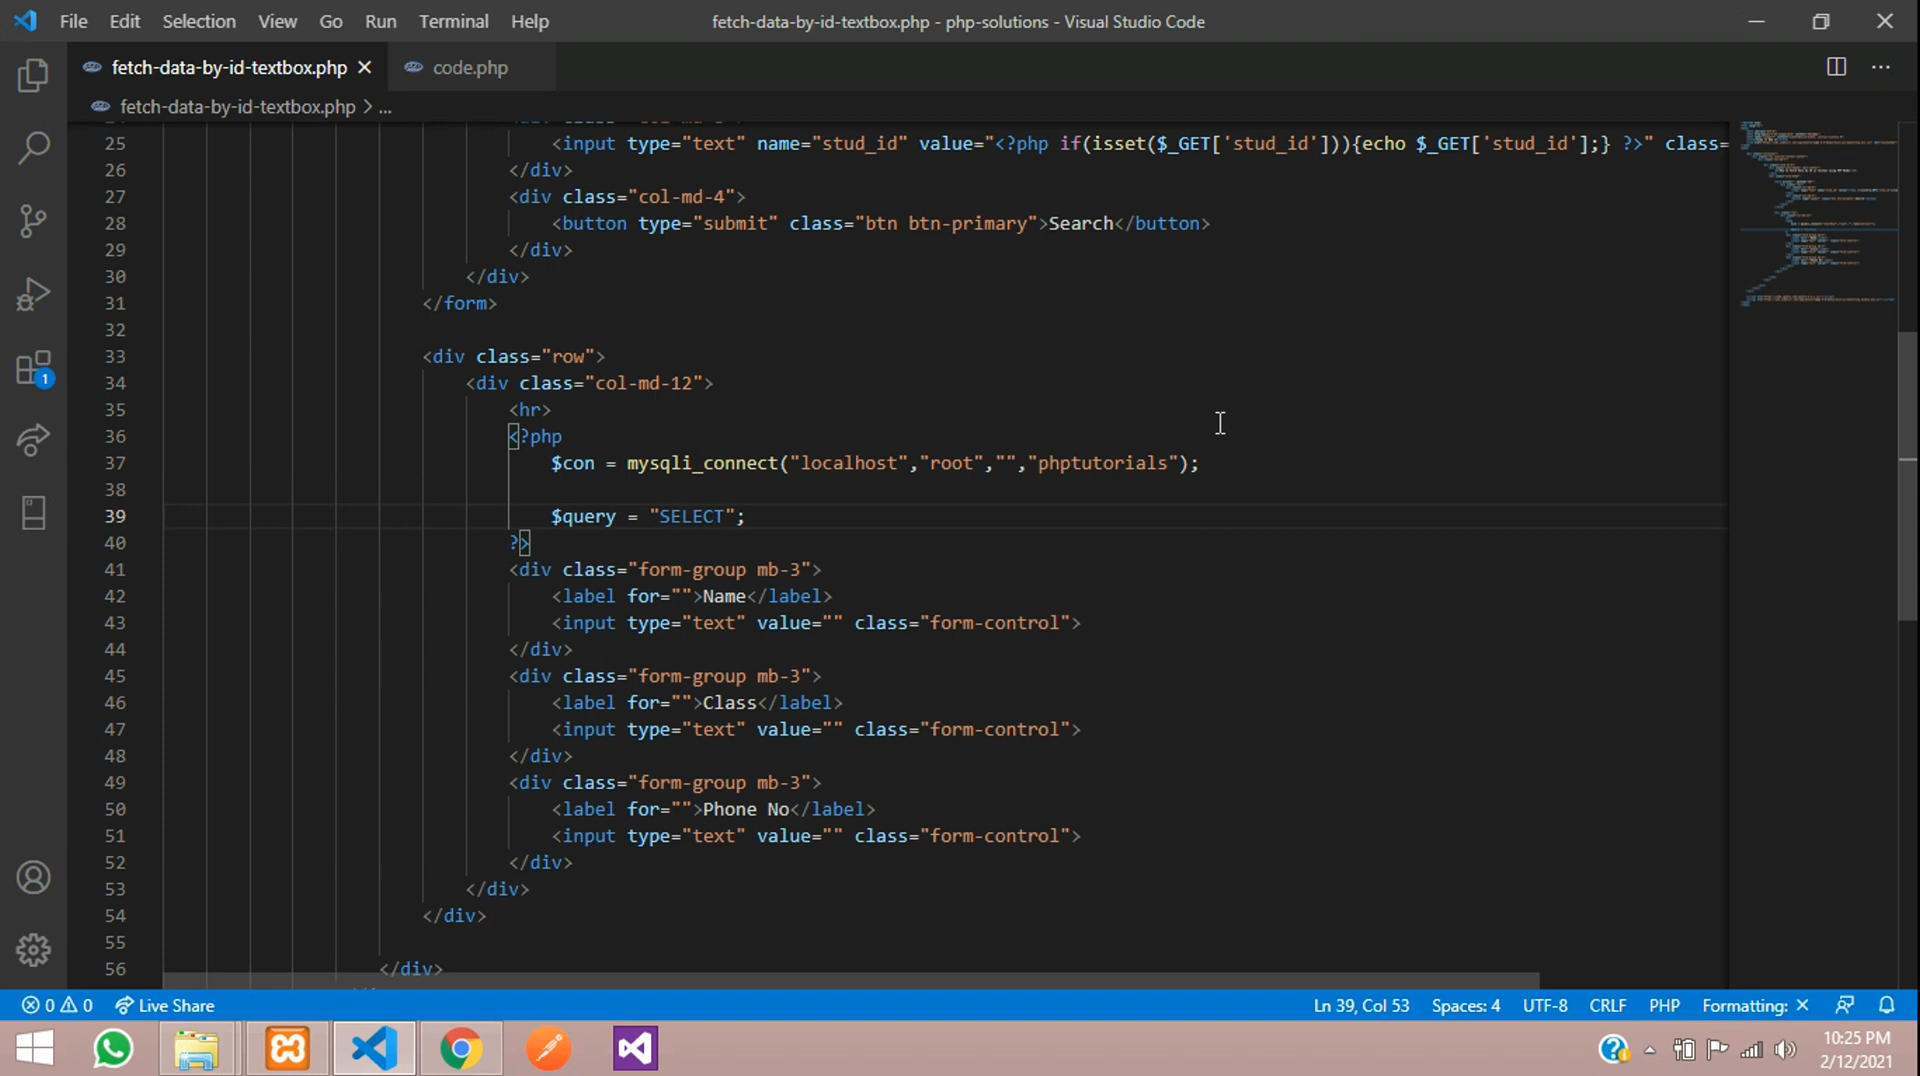 File Edit Selection View Go Run Terminal Help
fetch-data-by-id-textbox.php - php-solutions - Visual Studio Code
fetch-data-by-id-textbox.php
code.php
fetch-data-by-id-textbox.php > ...
25 <input type="text" name="stud_id" value="<?php if(isset($_GET['stud_id'])){echo $_GET['stud_id'];} ?>" class=
26 </div>
27 <div class="col-md-4">
28 <button type="submit" class="btn btn-primary">Search</button>
29 </div>
30 </div>
31 </form>
32
33 <div class="row">
34 <div class="col-md-12">
35 <hr>
36 <?php
37 $con = mysqli_connect("localhost","root","","phptutorials");
38
39 $query = "SELECT";
40 ?>
41 <div class="form-group mb-3">
42 <label for="">Name</label>
43 <input type="text" value="" class="form-control">
44 </div>
45 <div class="form-group mb-3">
46 <label for="">Class</label>
47 <input type="text" value="" class="form-control">
48 </div>
49 <div class="form-group mb-3">
50 <label for="">Phone No</label>
51 <input type="text" value="" class="form-control">
52 </div>
53 </div>
54 </div>
55
56 </div>
1
0 0 Live Share
Ln 39, Col 53 Spaces: 4 UTF-8 CRLF PHP Formatting: ×
10:25 PM
2/12/2021